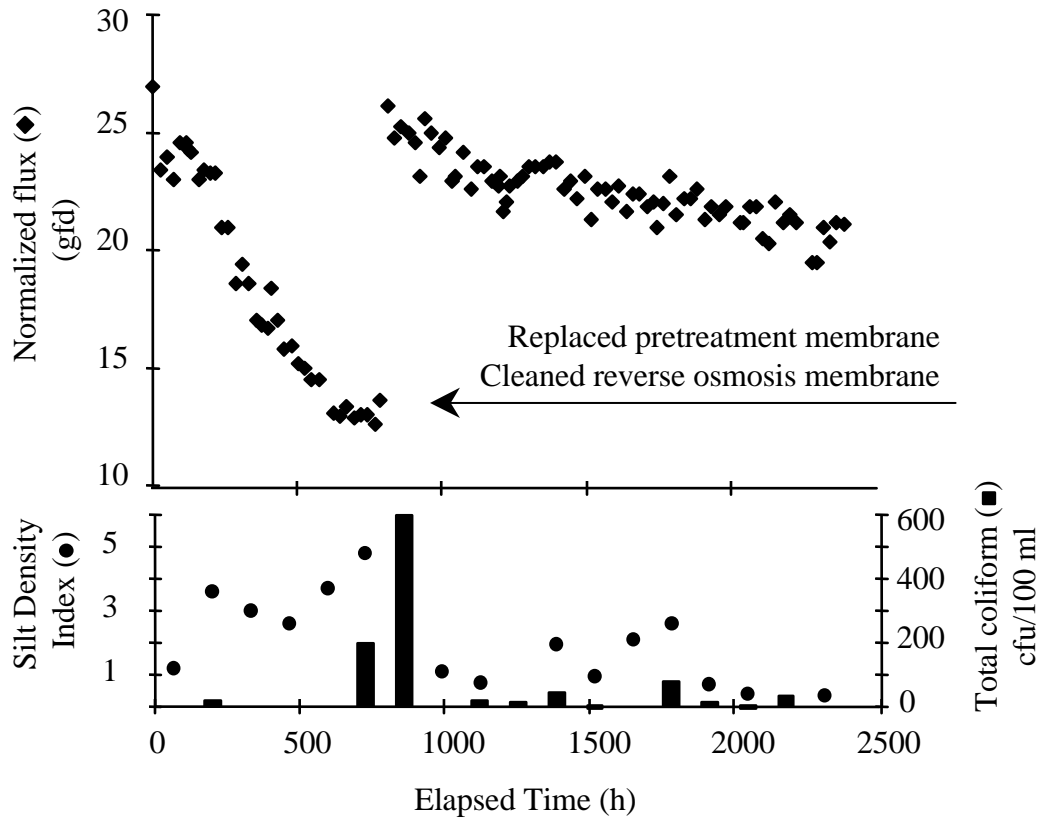 Normalized flux (◆)
(gfd)
30
25
20
15
10
Replaced pretreatment membrane
Cleaned reverse osmosis membrane
Silt Density
Index (●)
5
3
1
600
400
200
0
Total coliform (■)
cfu/100 ml
0 500 1000 1500 2000 2500
Elapsed Time (h)